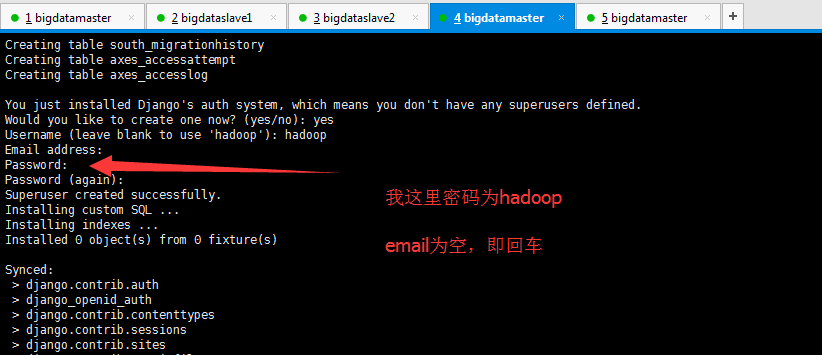 1 bigdatamaster × 2 bigdataslave1 × 3 bigdataslave2 × 4 bigdatamaster × 5 bigdatamaster × +
Creating table south_migrationhistory
Creating table axes_accessattempt
Creating table axes_accesslog
You just installed Django's auth system, which means you don't have any superusers defined.
Would you like to create one now? (yes/no): yes
Username (leave blank to use 'hadoop'): hadoop
Email address:
Password:
Password (again):
我这里密码为hadoop
Superuser created successfully.
Installing custom SQL ...
Installing indexes ...
Installed 0 object(s) from 0 fixture(s)
email为空，即回车
Synced:
> django.contrib.auth
> django_openid_auth
> django.contrib.contenttypes
> django.contrib.sessions
> django.contrib.sites